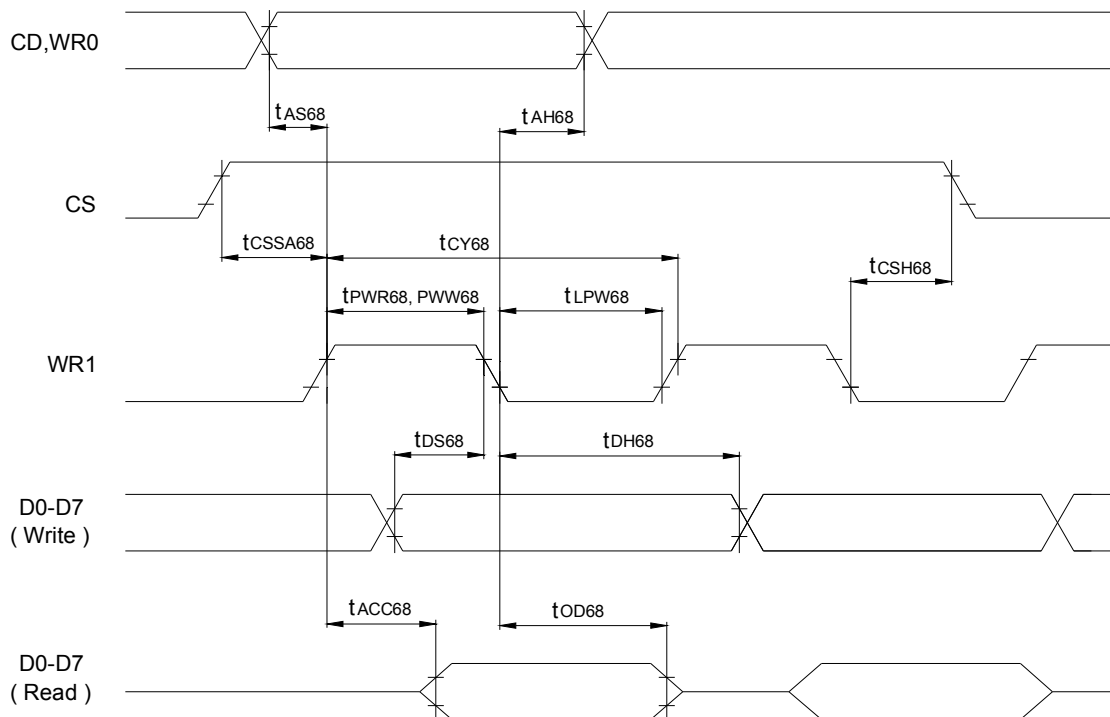 CD,WR0
tAS68
tAH68
CS
tCSSA68
tCY68
tCSH68
tPWR68, PWW68
tLPW68
WR1
tDS68
tDH68
D0-D7
( Write )
tACC68
tOD68
D0-D7
( Read )